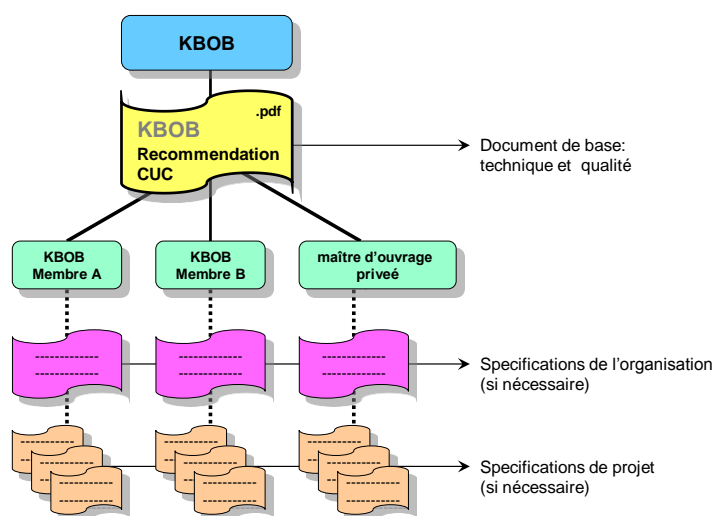 KBOB
.pdf
KBOB
Recommendation
CUC
Document de base:
technique et qualité
KBOB
Membre A
KBOB
Membre B
maître d'ouvrage
priveé
Specifications de l'organisation
(si nécessaire)
Specifications de projet
(si nécessaire)